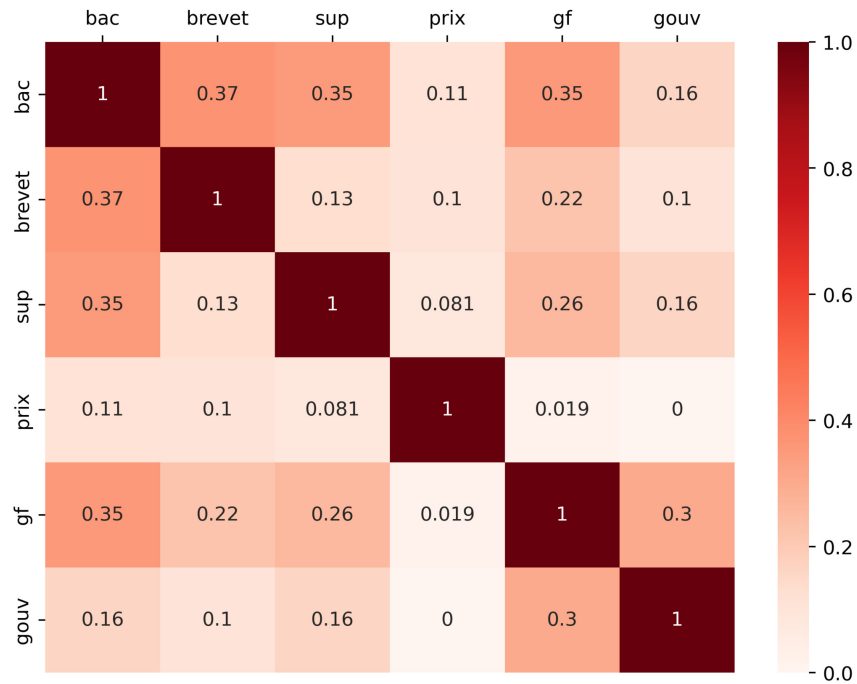 bac brevet sup prix gf gouv
bac 1 0.37 0.35 0.11 0.35 0.16
brevet 0.37 1 0.13 0.1 0.22 0.1
sup 0.35 0.13 1 0.081 0.26 0.16
prix 0.11 0.1 0.081 1 0.019 0
gf 0.35 0.22 0.26 0.019 1 0.3
gouv 0.16 0.1 0.16 0 0.3 1
1.0
0.8
0.6
0.4
0.2
0.0